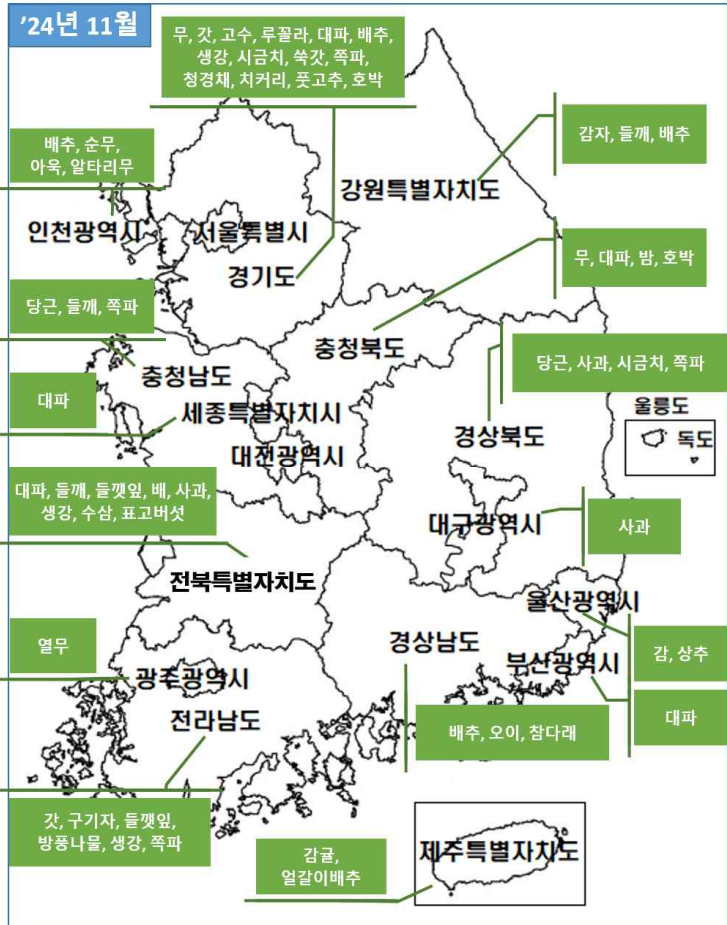 '24년 11월
무, 갓, 고수, 루꼴라, 대파, 배추,
생강, 시금치, 쑥갓, 쪽파,
청경채, 치커리, 풋고추, 호박
감자, 들깨, 배추
배추, 순무,
아욱, 알타리무
강원특별자치도
인천광역시
서울특별시
경기도
무, 대파, 밤, 호박
당근, 들깨, 쪽파
충청북도
충청남도
당근, 사과, 시금치, 쪽파
대파
세종특별자치시
울릉도
경상북도
독도
대전광역시
대파, 들깨, 들깻잎, 배, 사과,
생강, 수삼, 표고버섯
대구광역시
사과
전북특별자치도
울산광역시
열무
경상남도
부산광역시
감, 상추
광주광역시
전라남도
배추, 오이, 참다래
대파
갓, 구기자, 들깻잎,
방풍나물, 생강, 쪽파
감귤,
얼갈이배추
제주특별자치도